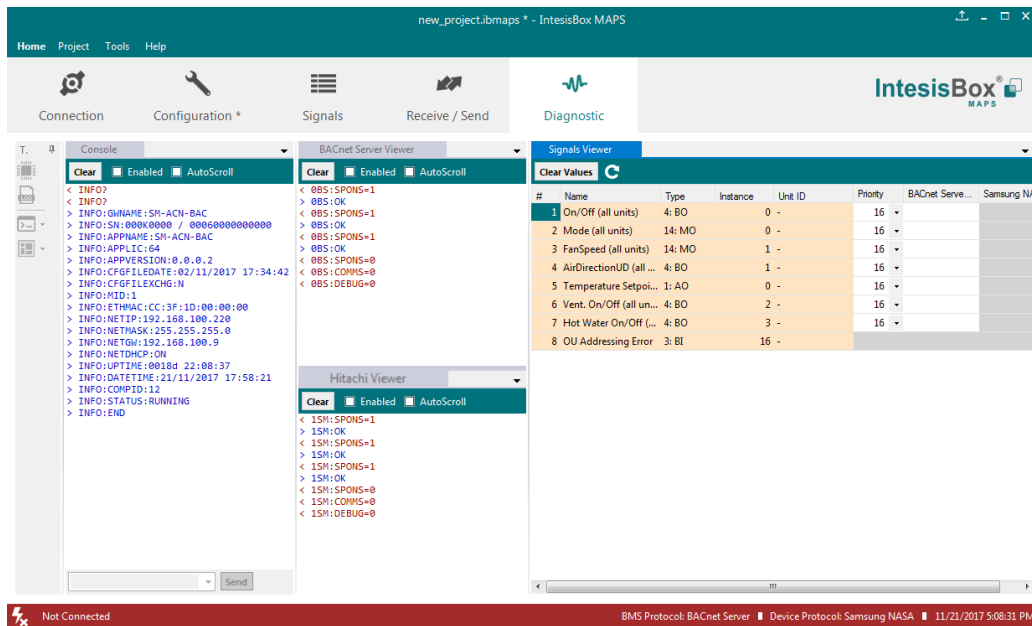 new_project.ibmaps * - IntesisBox MAPS
Home Project Tools Help
Connection Configuration * Signals Receive / Send Diagnostic
IntesisBox®
MAPS
T.
LOG
Console
Clear Enabled AutoScroll
< INFO?
< INFO?
> INFO:GWNAME:SM-ACN-BAC
> INFO:SN:000K0000 / 00060000000000
> INFO:APPNAME:SM-ACN-BAC
> INFO:APPLIC:64
> INFO:APPVERSION:0.0.0.2
> INFO:CFGFILEDATE:02/11/2017 17:34:42
> INFO:CFGFILEXCHG:N
> INFO:MID:1
> INFO:ETHMAC:CC:3F:1D:00:00:00
> INFO:NETIP:192.168.100.220
> INFO:NETMASK:255.255.255.0
> INFO:NETGW:192.168.100.9
> INFO:NETDHCP:ON
> INFO:UPTIME:0018d 22:08:37
> INFO:DATETIME:21/11/2017 17:58:21
> INFO:COMPID:12
> INFO:STATUS:RUNNING
> INFO:END
Send
BACnet Server Viewer
Clear Enabled AutoScroll
< 0BS:SPONS=1
> 0BS:OK
< 0BS:SPONS=1
> 0BS:OK
< 0BS:SPONS=1
> 0BS:OK
< 0BS:SPONS=0
< 0BS:COMMS=0
< 0BS:DEBUG=0
Hitachi Viewer
Clear Enabled AutoScroll
< 1SM:SPONS=1
> 1SM:OK
< 1SM:SPONS=1
> 1SM:OK
< 1SM:SPONS=1
> 1SM:OK
< 1SM:SPONS=0
< 1SM:COMMS=0
< 1SM:DEBUG=0
Signals Viewer
Clear Values
# Name Type Instance Unit ID Priority BACnet Serve... Samsung NA
1 On/Off (all units) 4: BO 0 - 16
2 Mode (all units) 14: MO 0 - 16
3 FanSpeed (all units) 14: MO 1 - 16
4 AirDirectionUD (all ... 4: BO 1 - 16
5 Temperature Setpoi... 1: AO 0 - 16
6 Vent. On/Off (all un... 4: BO 2 - 16
7 Hot Water On/Off (... 4: BO 3 - 16
8 OU Addressing Error 3: BI 16 -
Not Connected BMS Protocol: BACnet Server Device Protocol: Samsung NASA 11/21/2017 5:08:31 PM